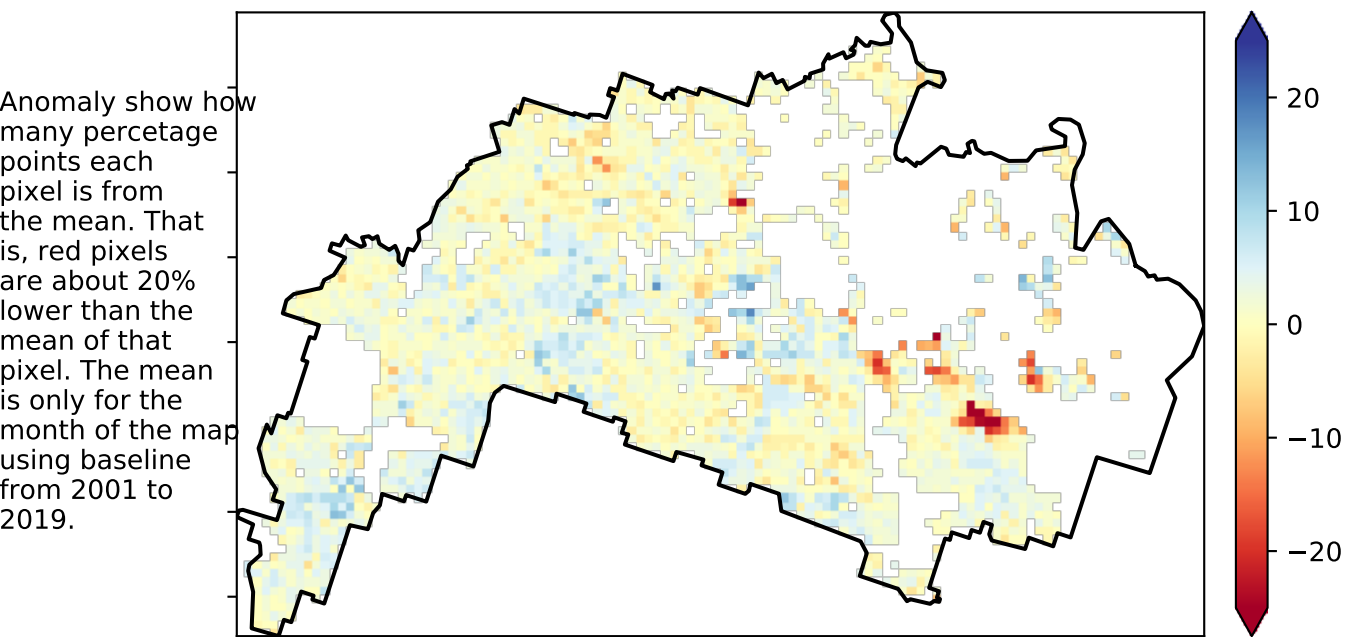 Anomaly show how
many percetage
points each
pixel is from
the mean. That
is, red pixels
are about 20%
lower than the
mean of that
pixel. The mean
is only for the
month of the map
using baseline
from 2001 to
2019.
20
10
0
−10
−20